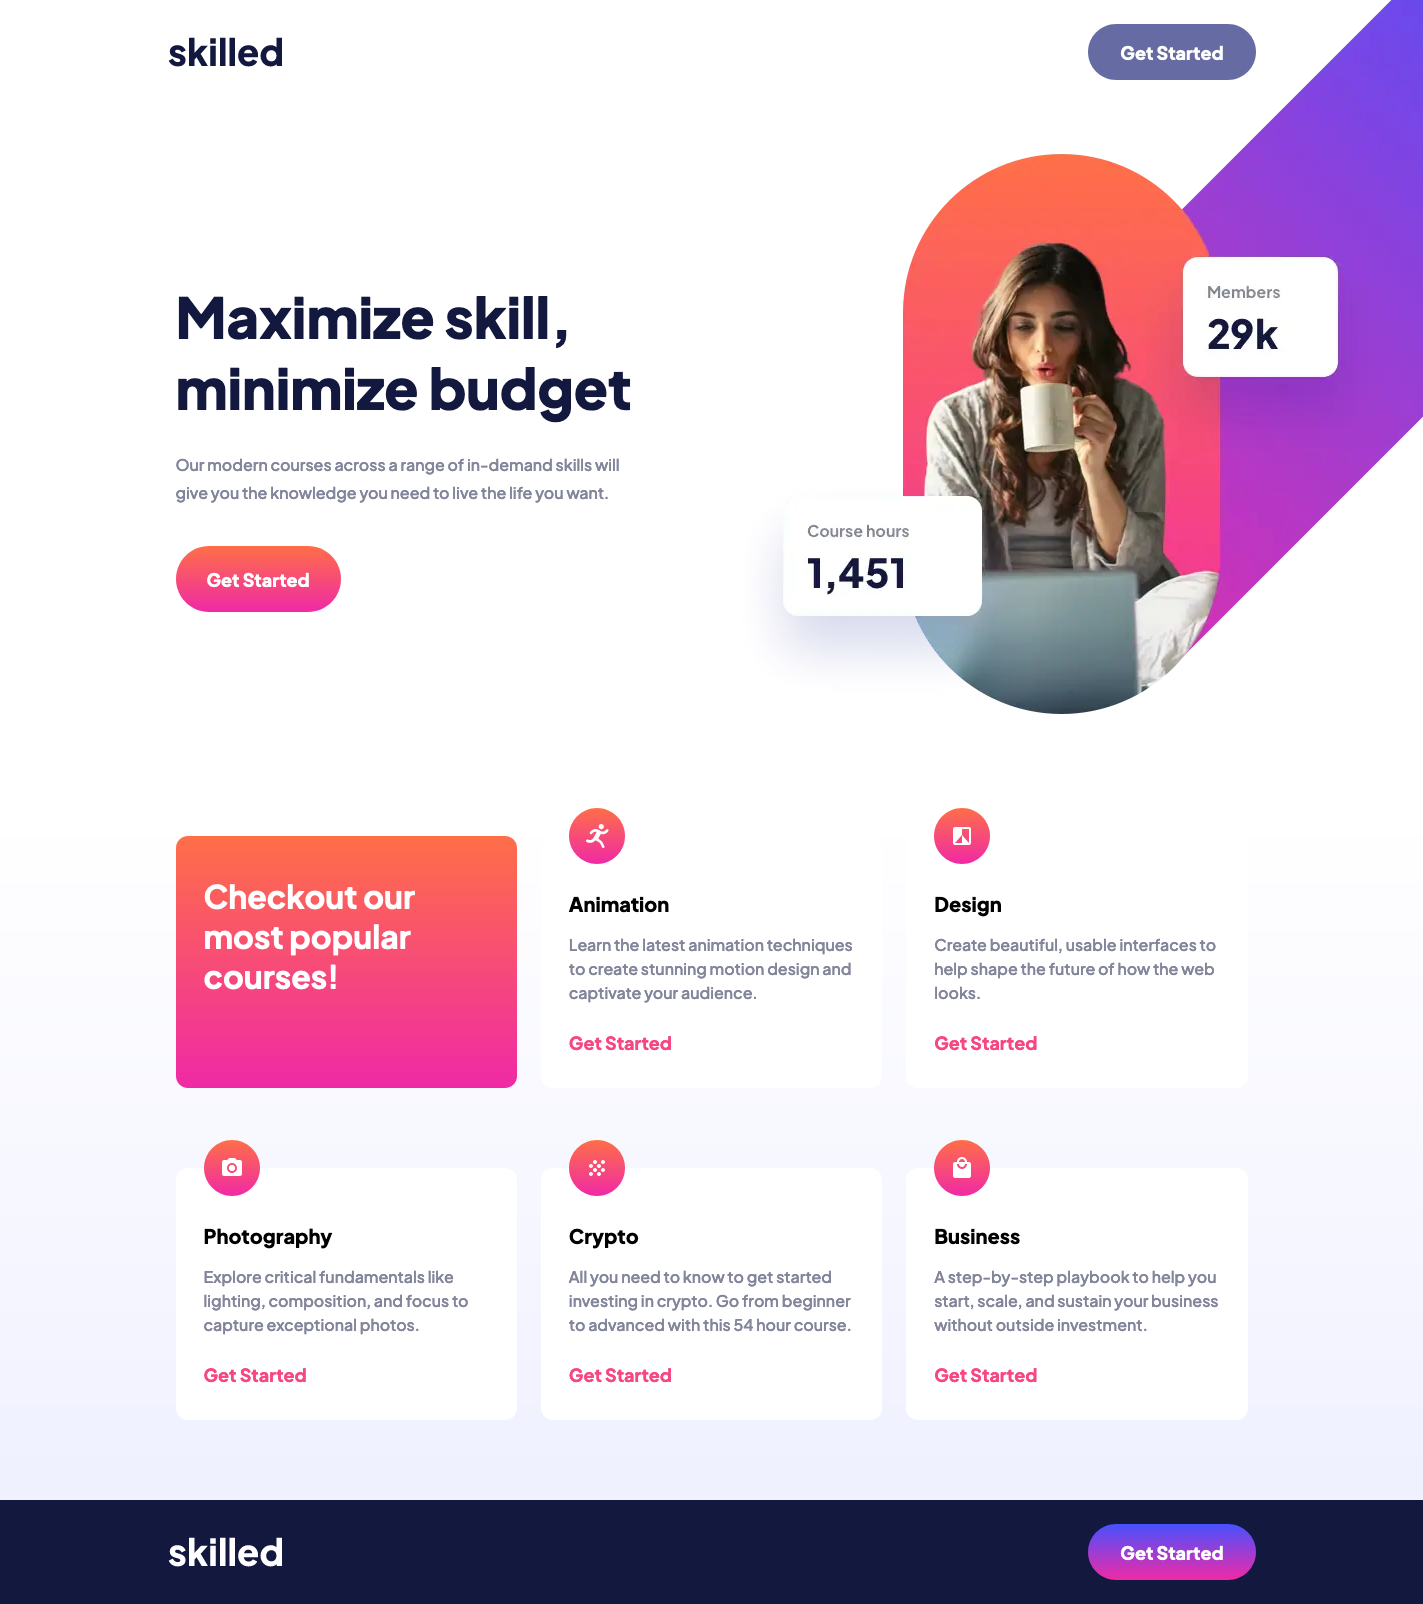 skilled
Get Started
Maximize skill,
minimize budget
Our modern courses across a range of in-demand skills will
give you the knowledge you need to live the life you want.
Get Started
Members
29k
Course hours
1,451
Checkout our
most popular
courses!
Animation
Learn the latest animation techniques
to create stunning motion design and
captivate your audience.
Get Started
Design
Create beautiful, usable interfaces to
help shape the future of how the web
looks.
Get Started
Photography
Explore critical fundamentals like
lighting, composition, and focus to
capture exceptional photos.
Get Started
Crypto
All you need to know to get started
investing in crypto. Go from beginner
to advanced with this 54 hour course.
Get Started
Business
A step-by-step playbook to help you
start, scale, and sustain your business
without outside investment.
Get Started
skilled
Get Started